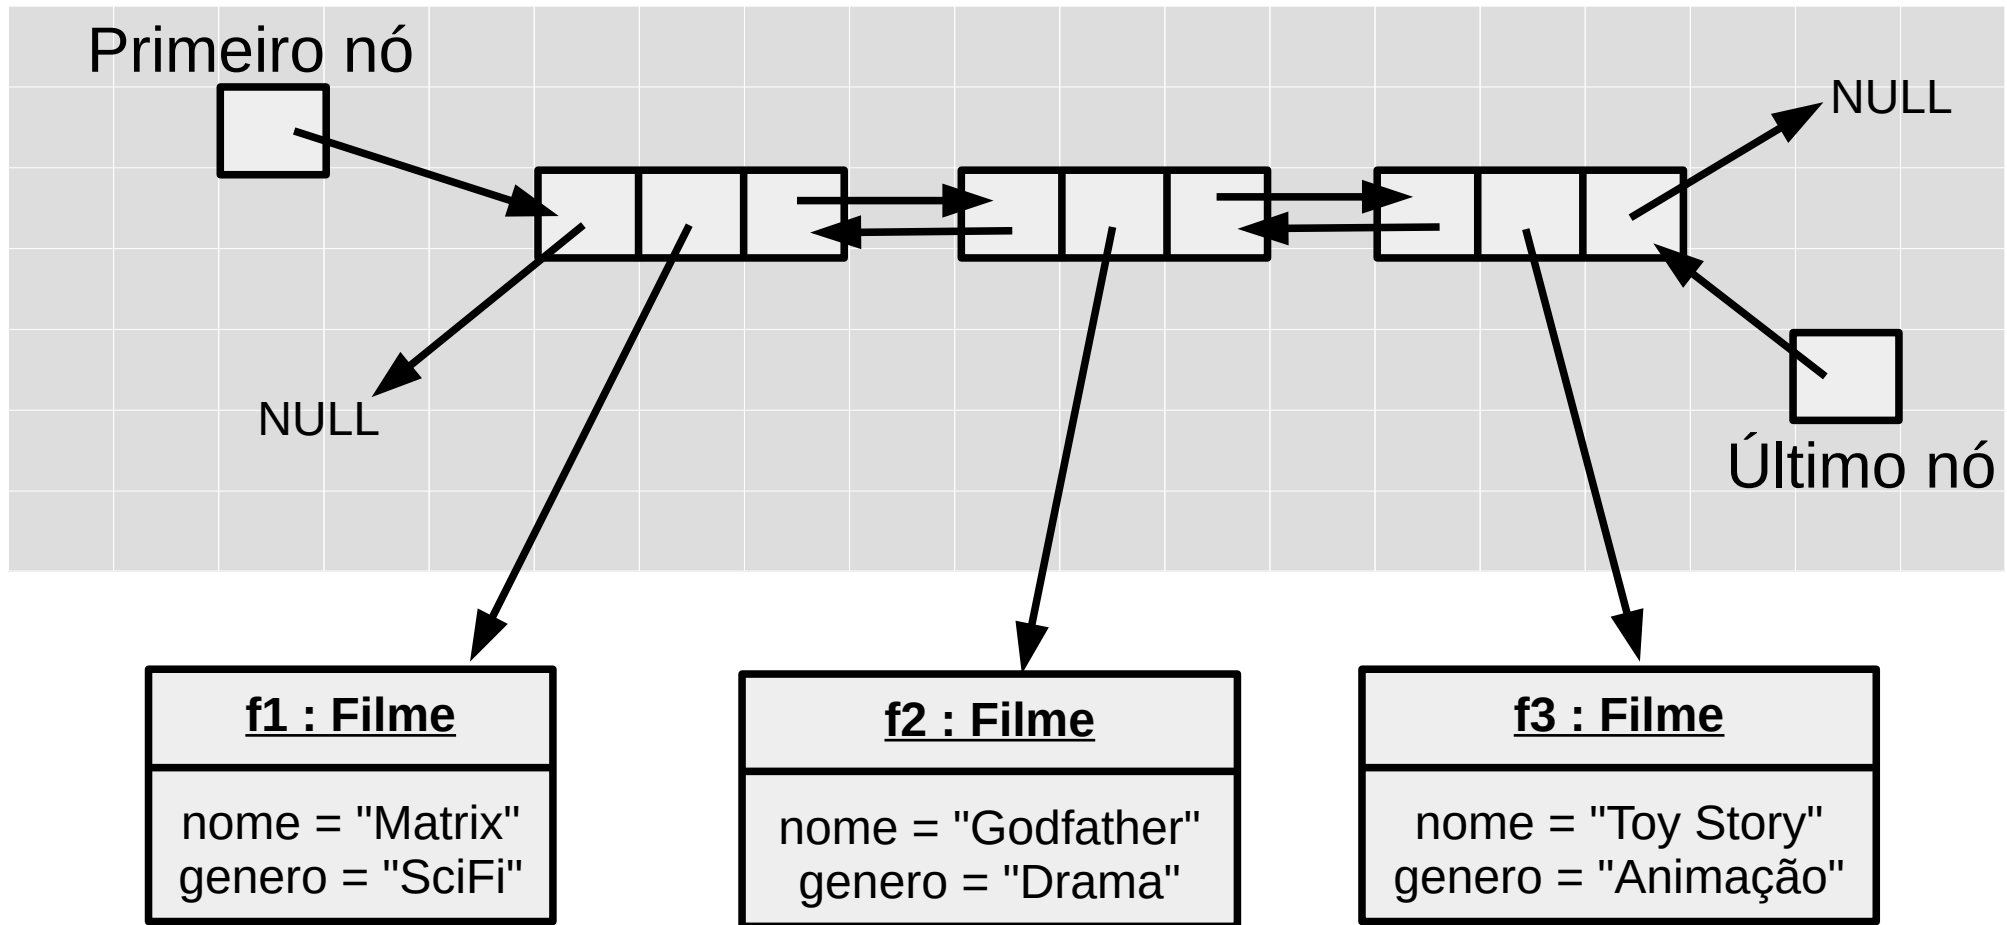 Primeiro nó
NULL
NULL
Último nó
f1 : Filme
nome = "Matrix"
genero = "SciFi"
f2 : Filme
nome = "Godfather"
genero = "Drama"
f3 : Filme
nome = "Toy Story"
genero = "Animação"